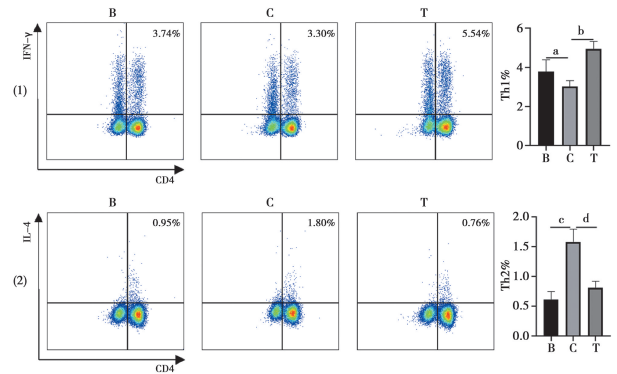 B C T
(1)
IFN-γ
3.74% 3.30% 5.54%
CD4
Th1%
6
4
2
0
a b
B C T
B C T
(2)
IL-4
0.95% 1.80% 0.76%
CD4
Th2%
2.0
1.5
1.0
0.5
0.0
c d
B C T